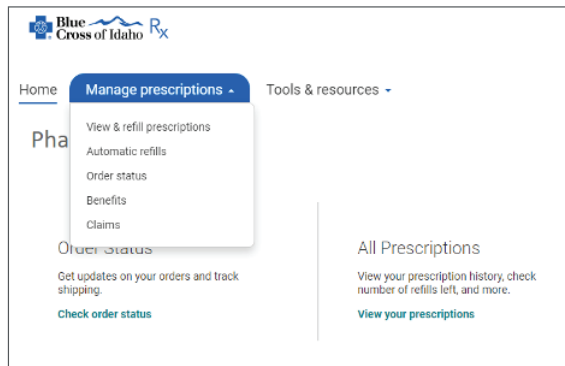 Blue
Cross of Idaho Rx
Home Manage prescriptions Tools & resources
View & refill prescriptions
Pha
Automatic refills
Order status
Benefits
Claims
Order Status
Get updates on your orders and track
shipping.
Check order status
All Prescriptions
View your prescription history, check
number of refills left, and more.
View your prescriptions